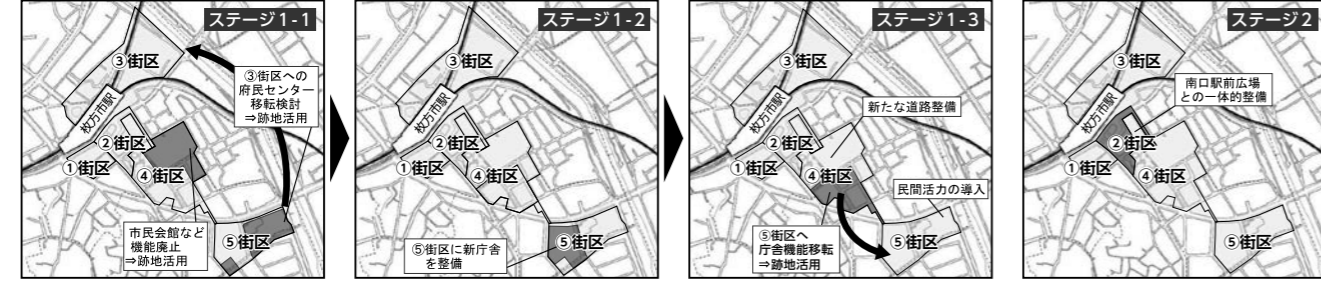 ステージ1-1
③街区
③街区への
府民センター
移転検討
⇒跡地活用
枚方市駅
②街区
①街区
④街区
市民会館など
機能廃止
⇒跡地活用
⑤街区
ステージ1-2
③街区
枚方市駅
②街区
①街区
④街区
⑤街区に新庁舎
を整備
⑤街区
ステージ1-3
③街区
新たな道路整備
枚方市駅
②街区
①街区
④街区
民間活力の導入
⑤街区へ
庁舎機能移転
⇒跡地活用
⑤街区
ステージ2
③街区
南口駅前広場
との一体的整備
枚方市駅
②街区
①街区
④街区
⑤街区